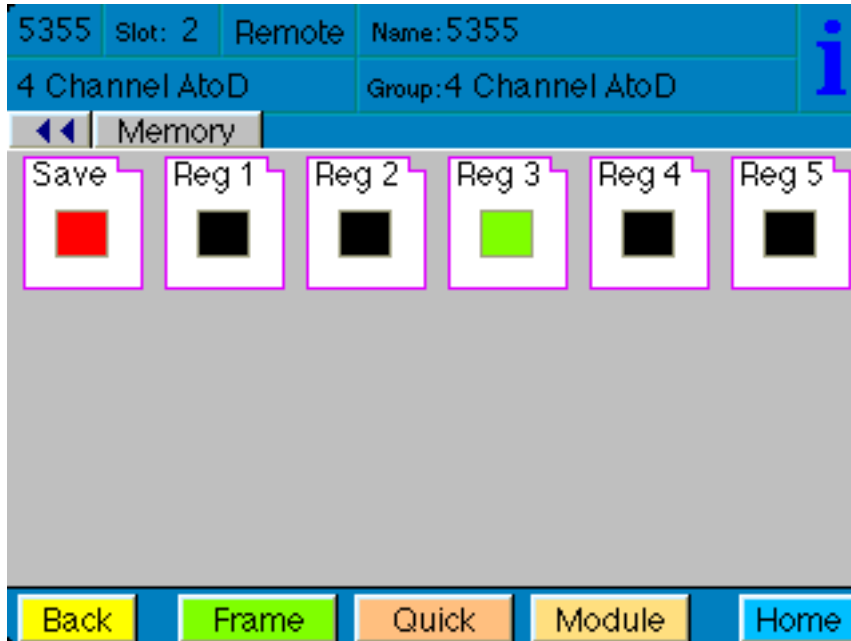 5355 Slot: 2 Remote Name:5355 i
4 Channel AtoD Group:4 Channel AtoD
Memory
Save Reg 1 Reg 2 Reg 3 Reg 4 Reg 5
Back Frame Quick Module Home